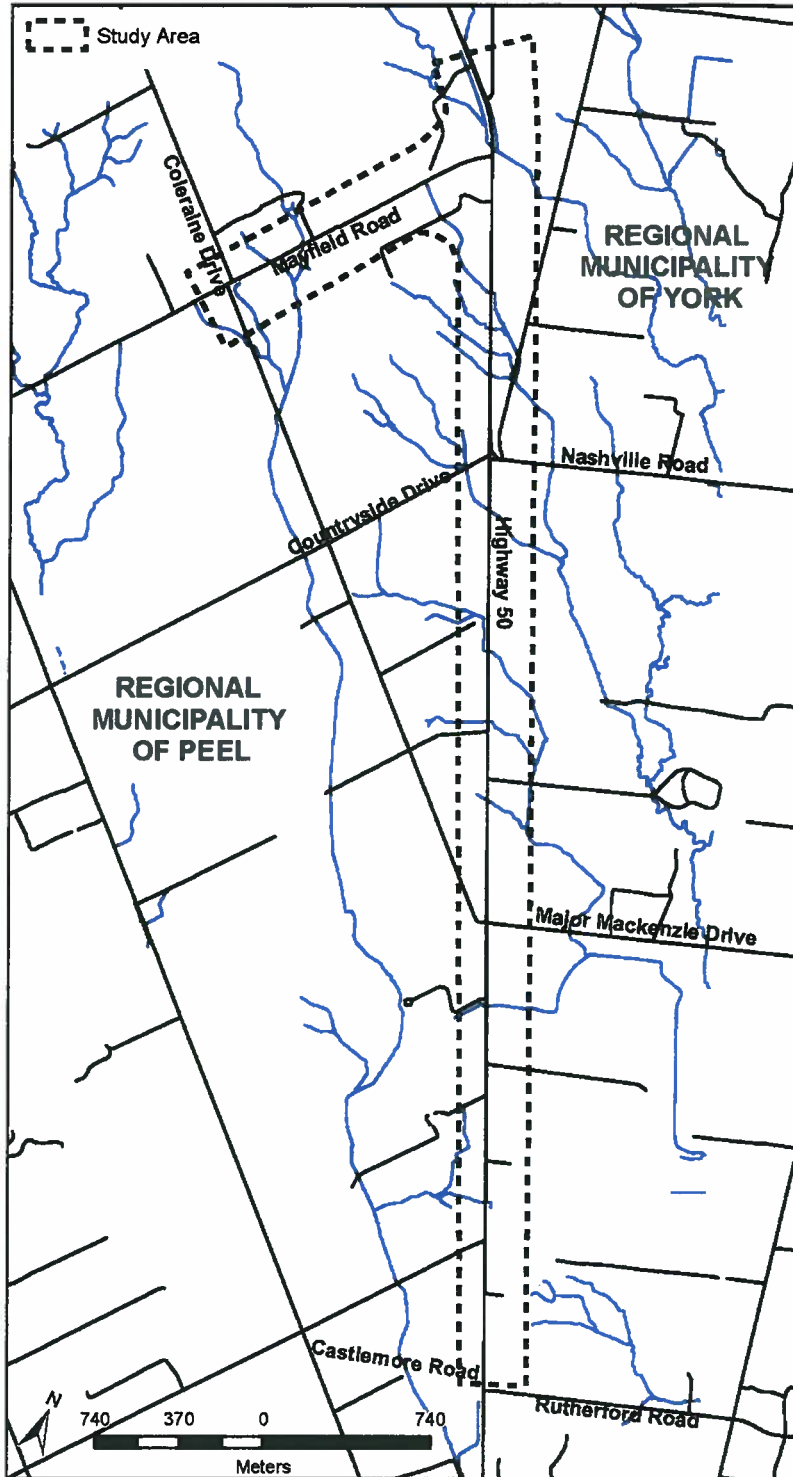 Study Area
Coleraine Drive
Mayfield Road
REGIONAL
MUNICIPALITY
OF YORK
Nashville Road
Countryside Drive
Highway 50
REGIONAL
MUNICIPALITY
OF PEEL
Major Mackenzie Drive
Castlemore Road
Rutherford Road
N
740 370 0 740
Meters